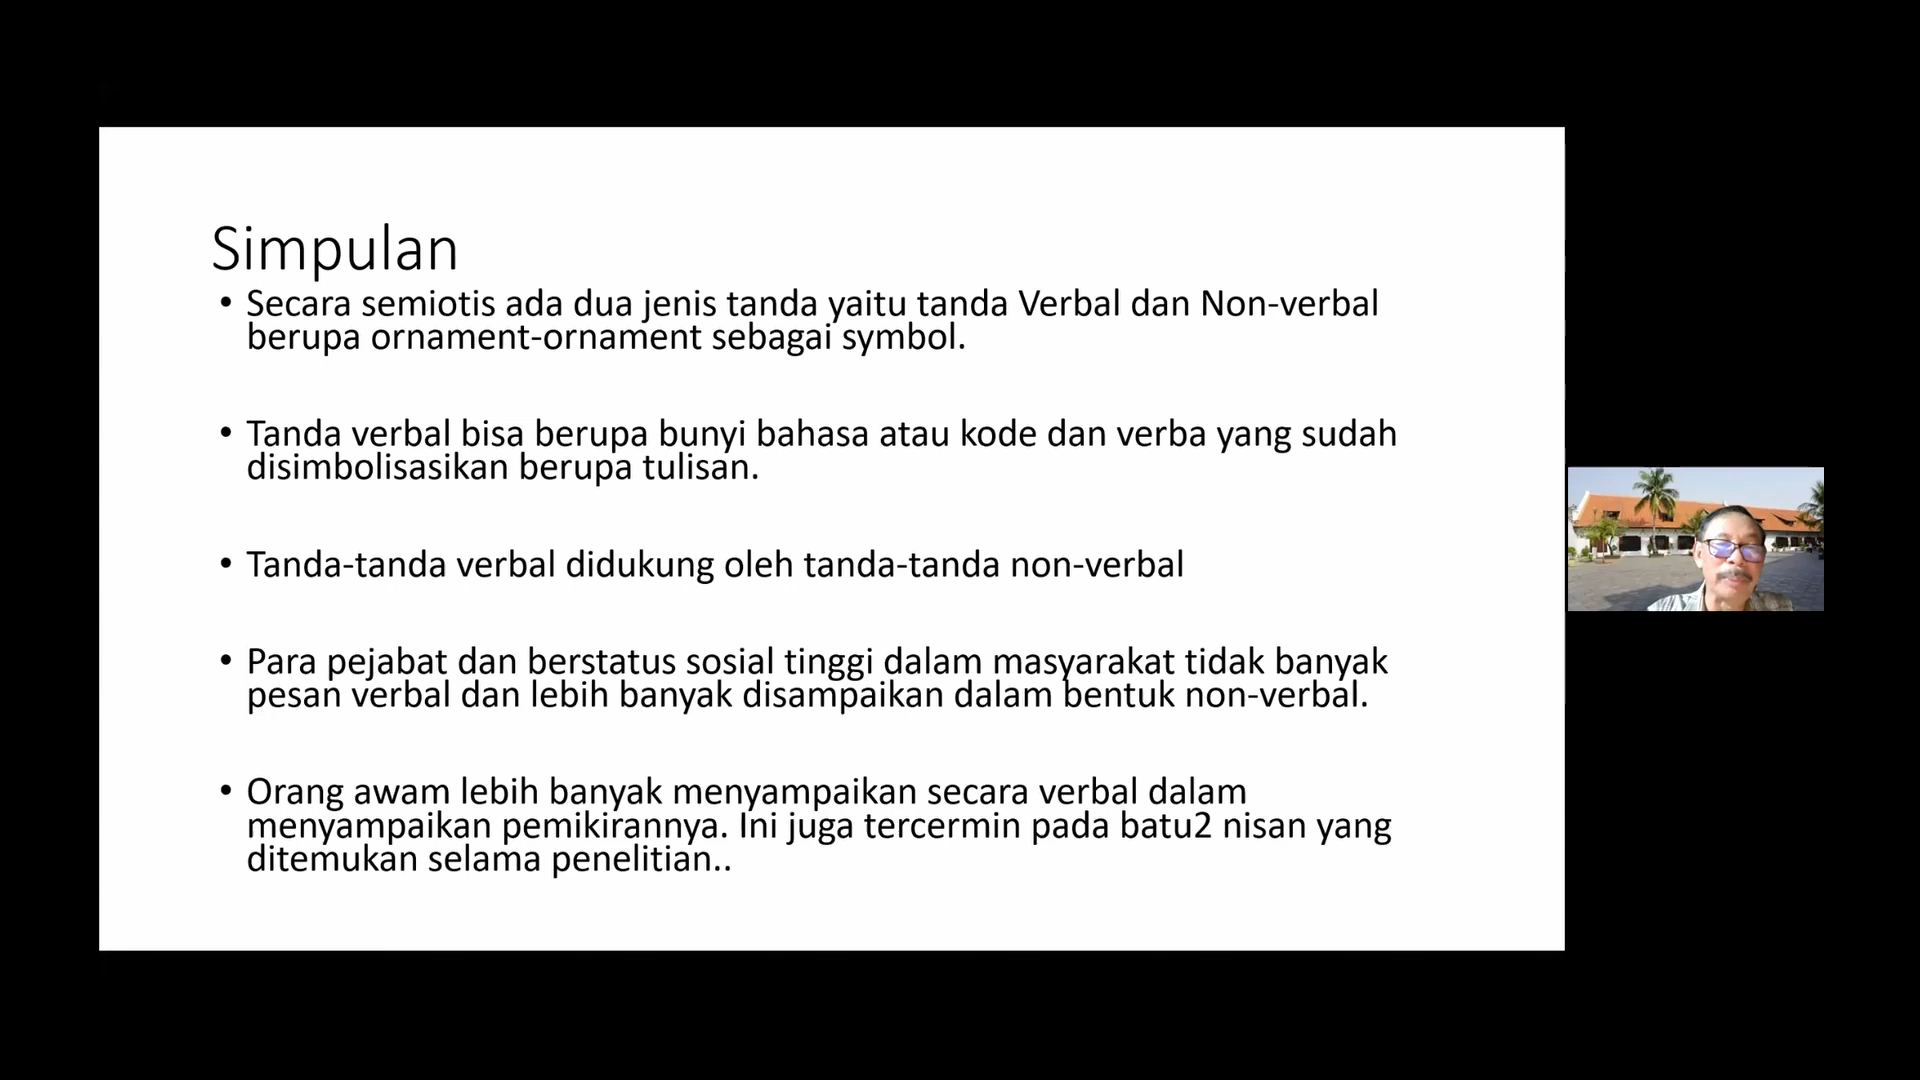 Simpulan
• Secara semiotis ada dua jenis tanda yaitu tanda Verbal dan Non-verbal
berupa ornament-ornament sebagai symbol.
• Tanda verbal bisa berupa bunyi bahasa atau kode dan verba yang sudah
disimbolisasikan berupa tulisan.
• Tanda-tanda verbal didukung oleh tanda-tanda non-verbal
• Para pejabat dan berstatus sosial tinggi dalam masyarakat tidak banyak
pesan verbal dan lebih banyak disampaikan dalam bentuk non-verbal.
• Orang awam lebih banyak menyampaikan secara verbal dalam
menyampaikan pemikirannya. Ini juga tercermin pada batu2 nisan yang
ditemukan selama penelitian..